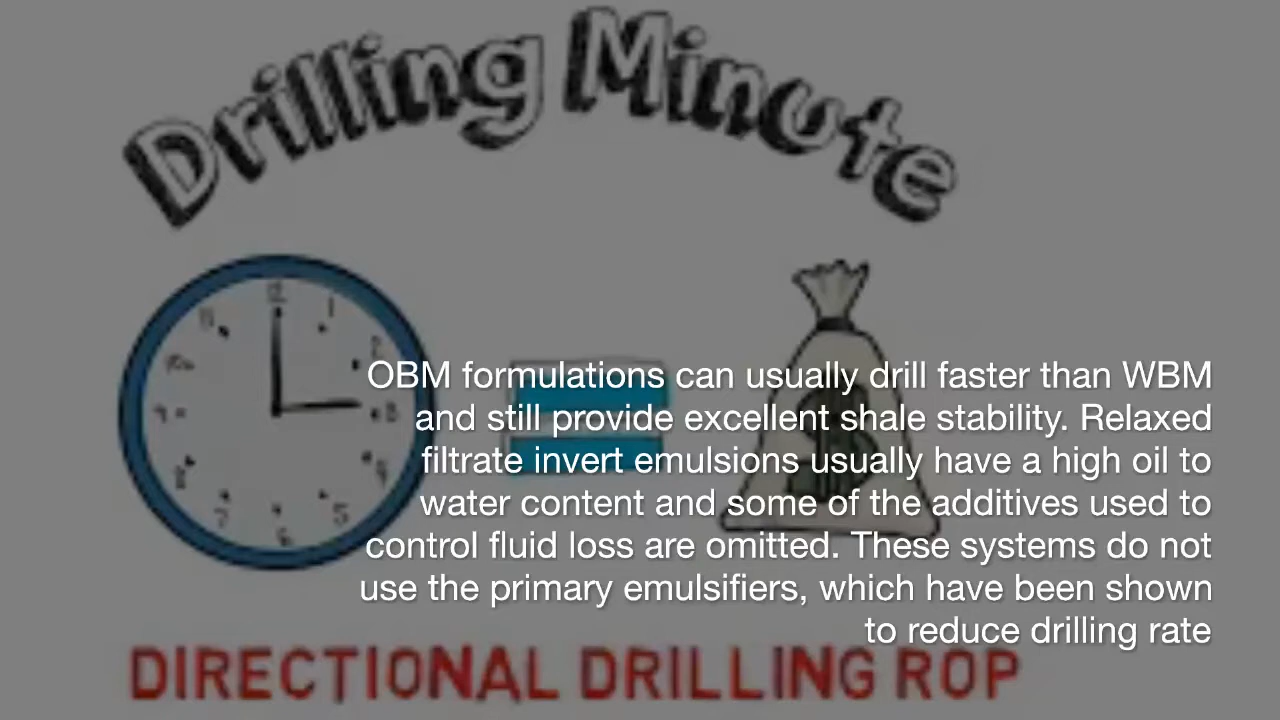 Drilling Minute
OBM formulations can usually drill faster than WBM
and still provide excellent shale stability. Relaxed
filtrate invert emulsions usually have a high oil to
water content and some of the additives used to
control fluid loss are omitted. These systems do not
use the primary emulsifiers, which have been shown
to reduce drilling rate
DIRECTIONAL DRILLING ROP